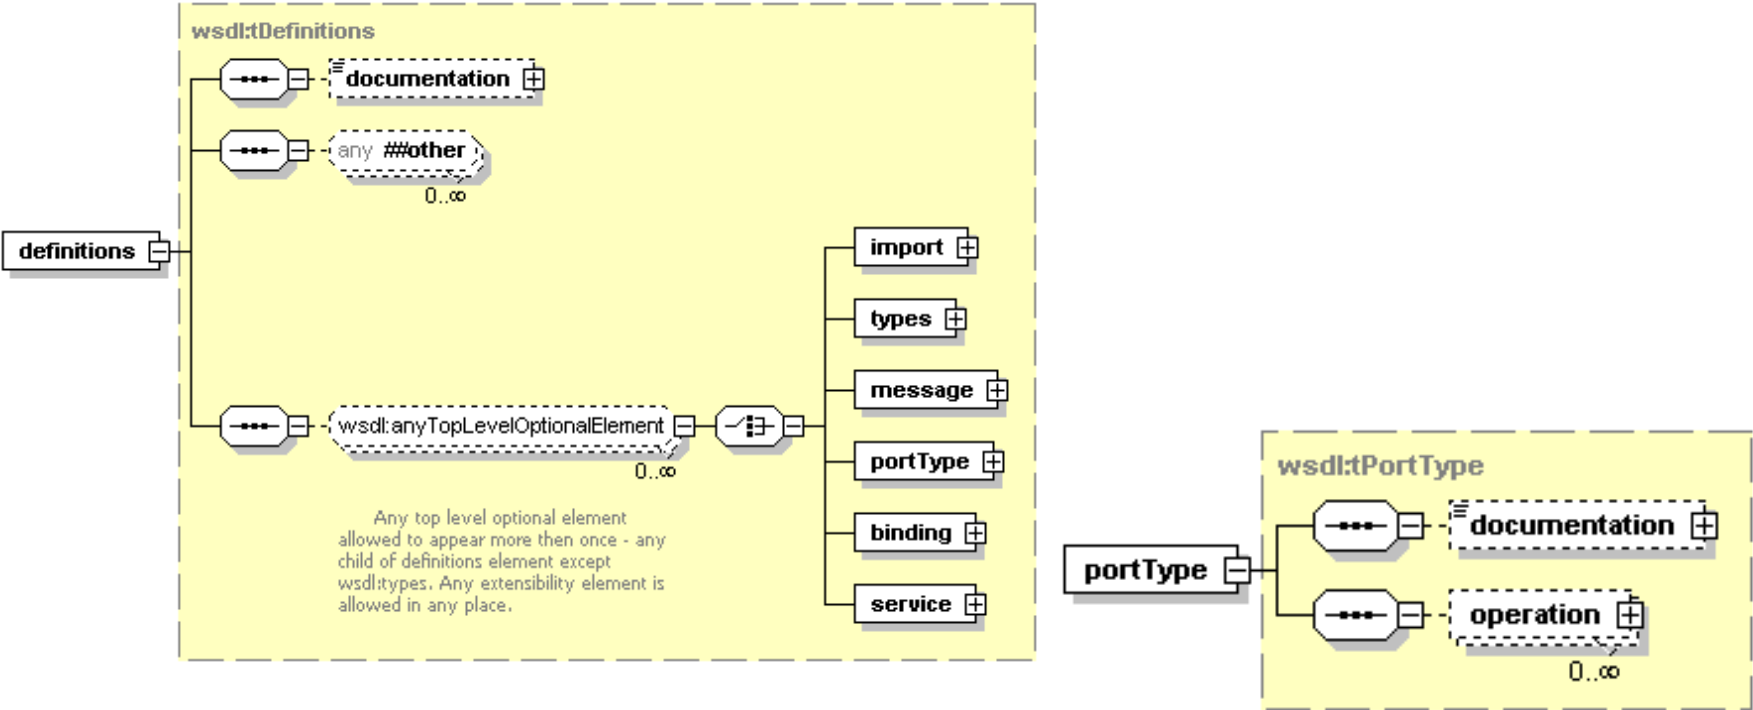 wsdl:tDefinitions
documentation
any ##other
0..∞
definitions
import
types
message
wsdl:anyTopLevelOptionalElement
0..∞
portType
binding
service
Any top level optional element
allowed to appear more then once - any
child of definitions element except
wsdl:types. Any extensibility element is
allowed in any place.
wsdl:tPortType
documentation
portType
operation
0..∞